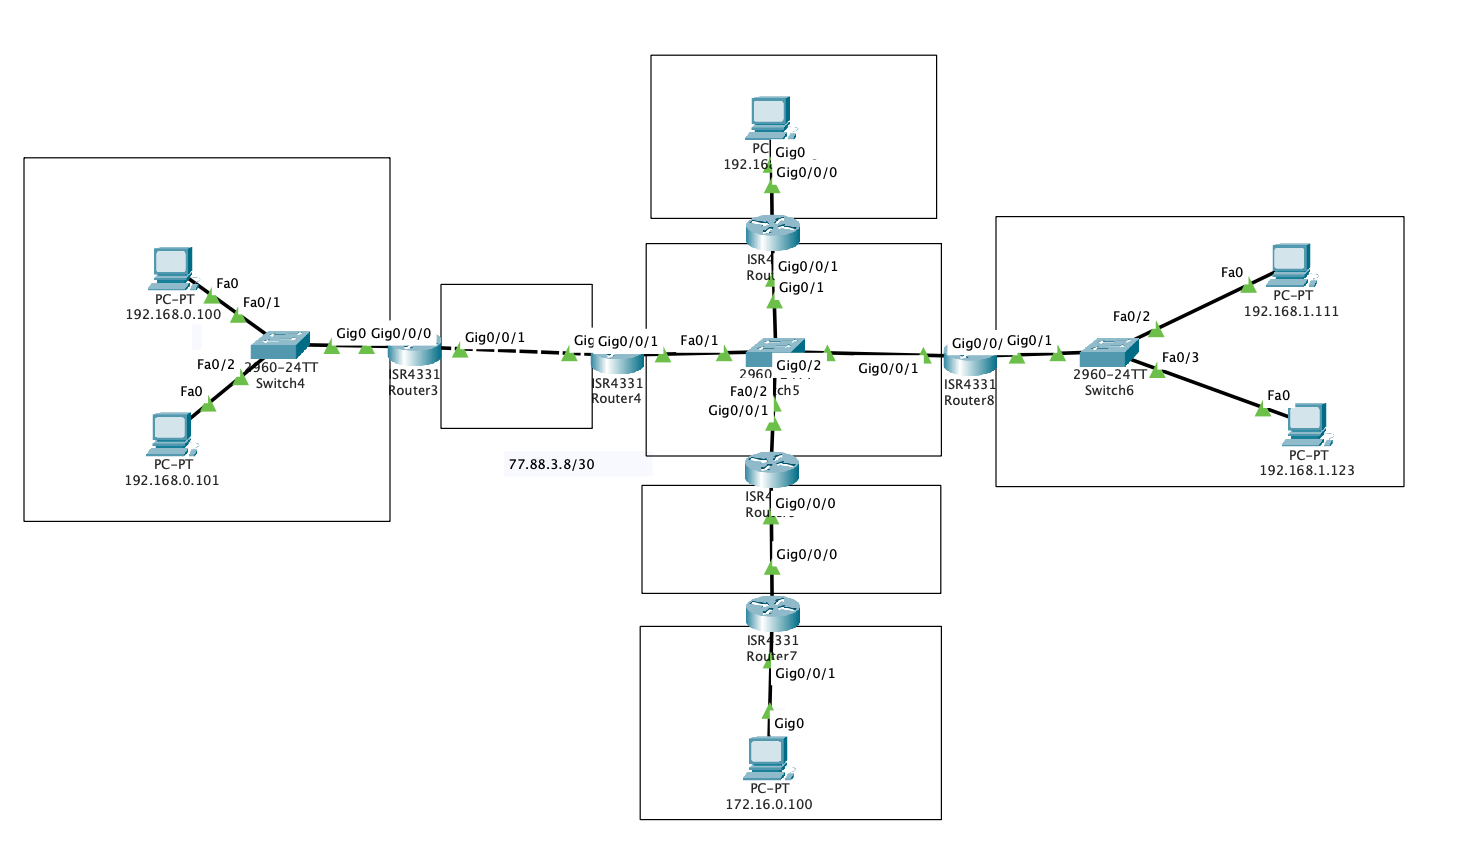 PC
192.16
Gig0
Gig0/0/0
ISR4
Rou
Gig0/0/1
Gig0/1
PC-PT
192.168.0.100
Fa0
Fa0/1
Fa0/2
Fa0
PC-PT
192.168.0.101
2960-24TT
Switch4
Gig0
Gig0/0/0
ISR4331
Router3
Gig0/0/1
Gig
Gig0/0/1
ISR4331
Router4
Fa0/1
2960
Gig0/2
ch5
Fa0/2
Gig0/0/1
Gig0/0/1
Gig0/0/
ISR4331
Router8
Gig0/1
2960-24TT
Switch6
Fa0/2
Fa0
PC-PT
192.168.1.111
Fa0/3
Fa0
PC-PT
192.168.1.123
77.88.3.8/30
ISR4
Gig0/0/0
Gig0/0/0
ISR4331
Router7
Gig0/0/1
Gig0
PC-PT
172.16.0.100